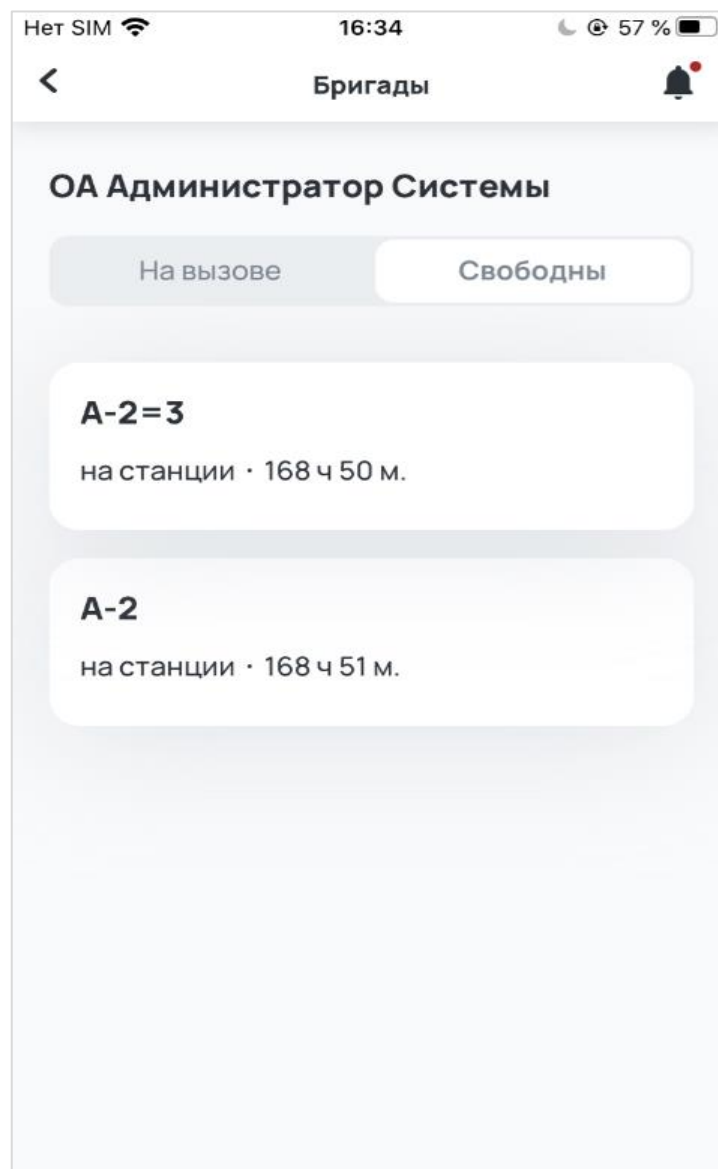 Нет SIM 16:34 57 %
Бригады
ОА Администратор Системы
На вызове Свободны
А-2=3
на станции · 168 ч 50 м.
А-2
на станции · 168 ч 51 м.